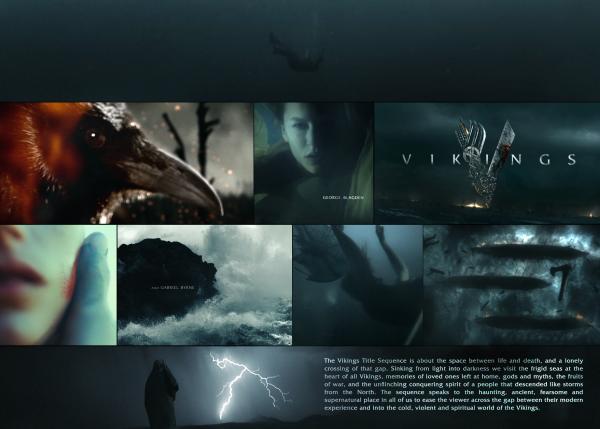 GEORGE BLAGDEN
VIKINGS
AND GABRIEL BYRNE
The Vikings Title Sequence is about the space between life and death, and a lonely
crossing of that gap. Sinking from light into darkness we visit the frigid seas at the
heart of all Vikings, memories of loved ones left at home, gods and myths, the fruits
of war, and the unflinching conquering spirit of a people that descended like storms
from the North. The sequence speaks to the haunting, ancient, fearsome and
supernatural place in all of us to ease the viewer across the gap between their modern
experience and into the cold, violent and spiritual world of the Vikings.